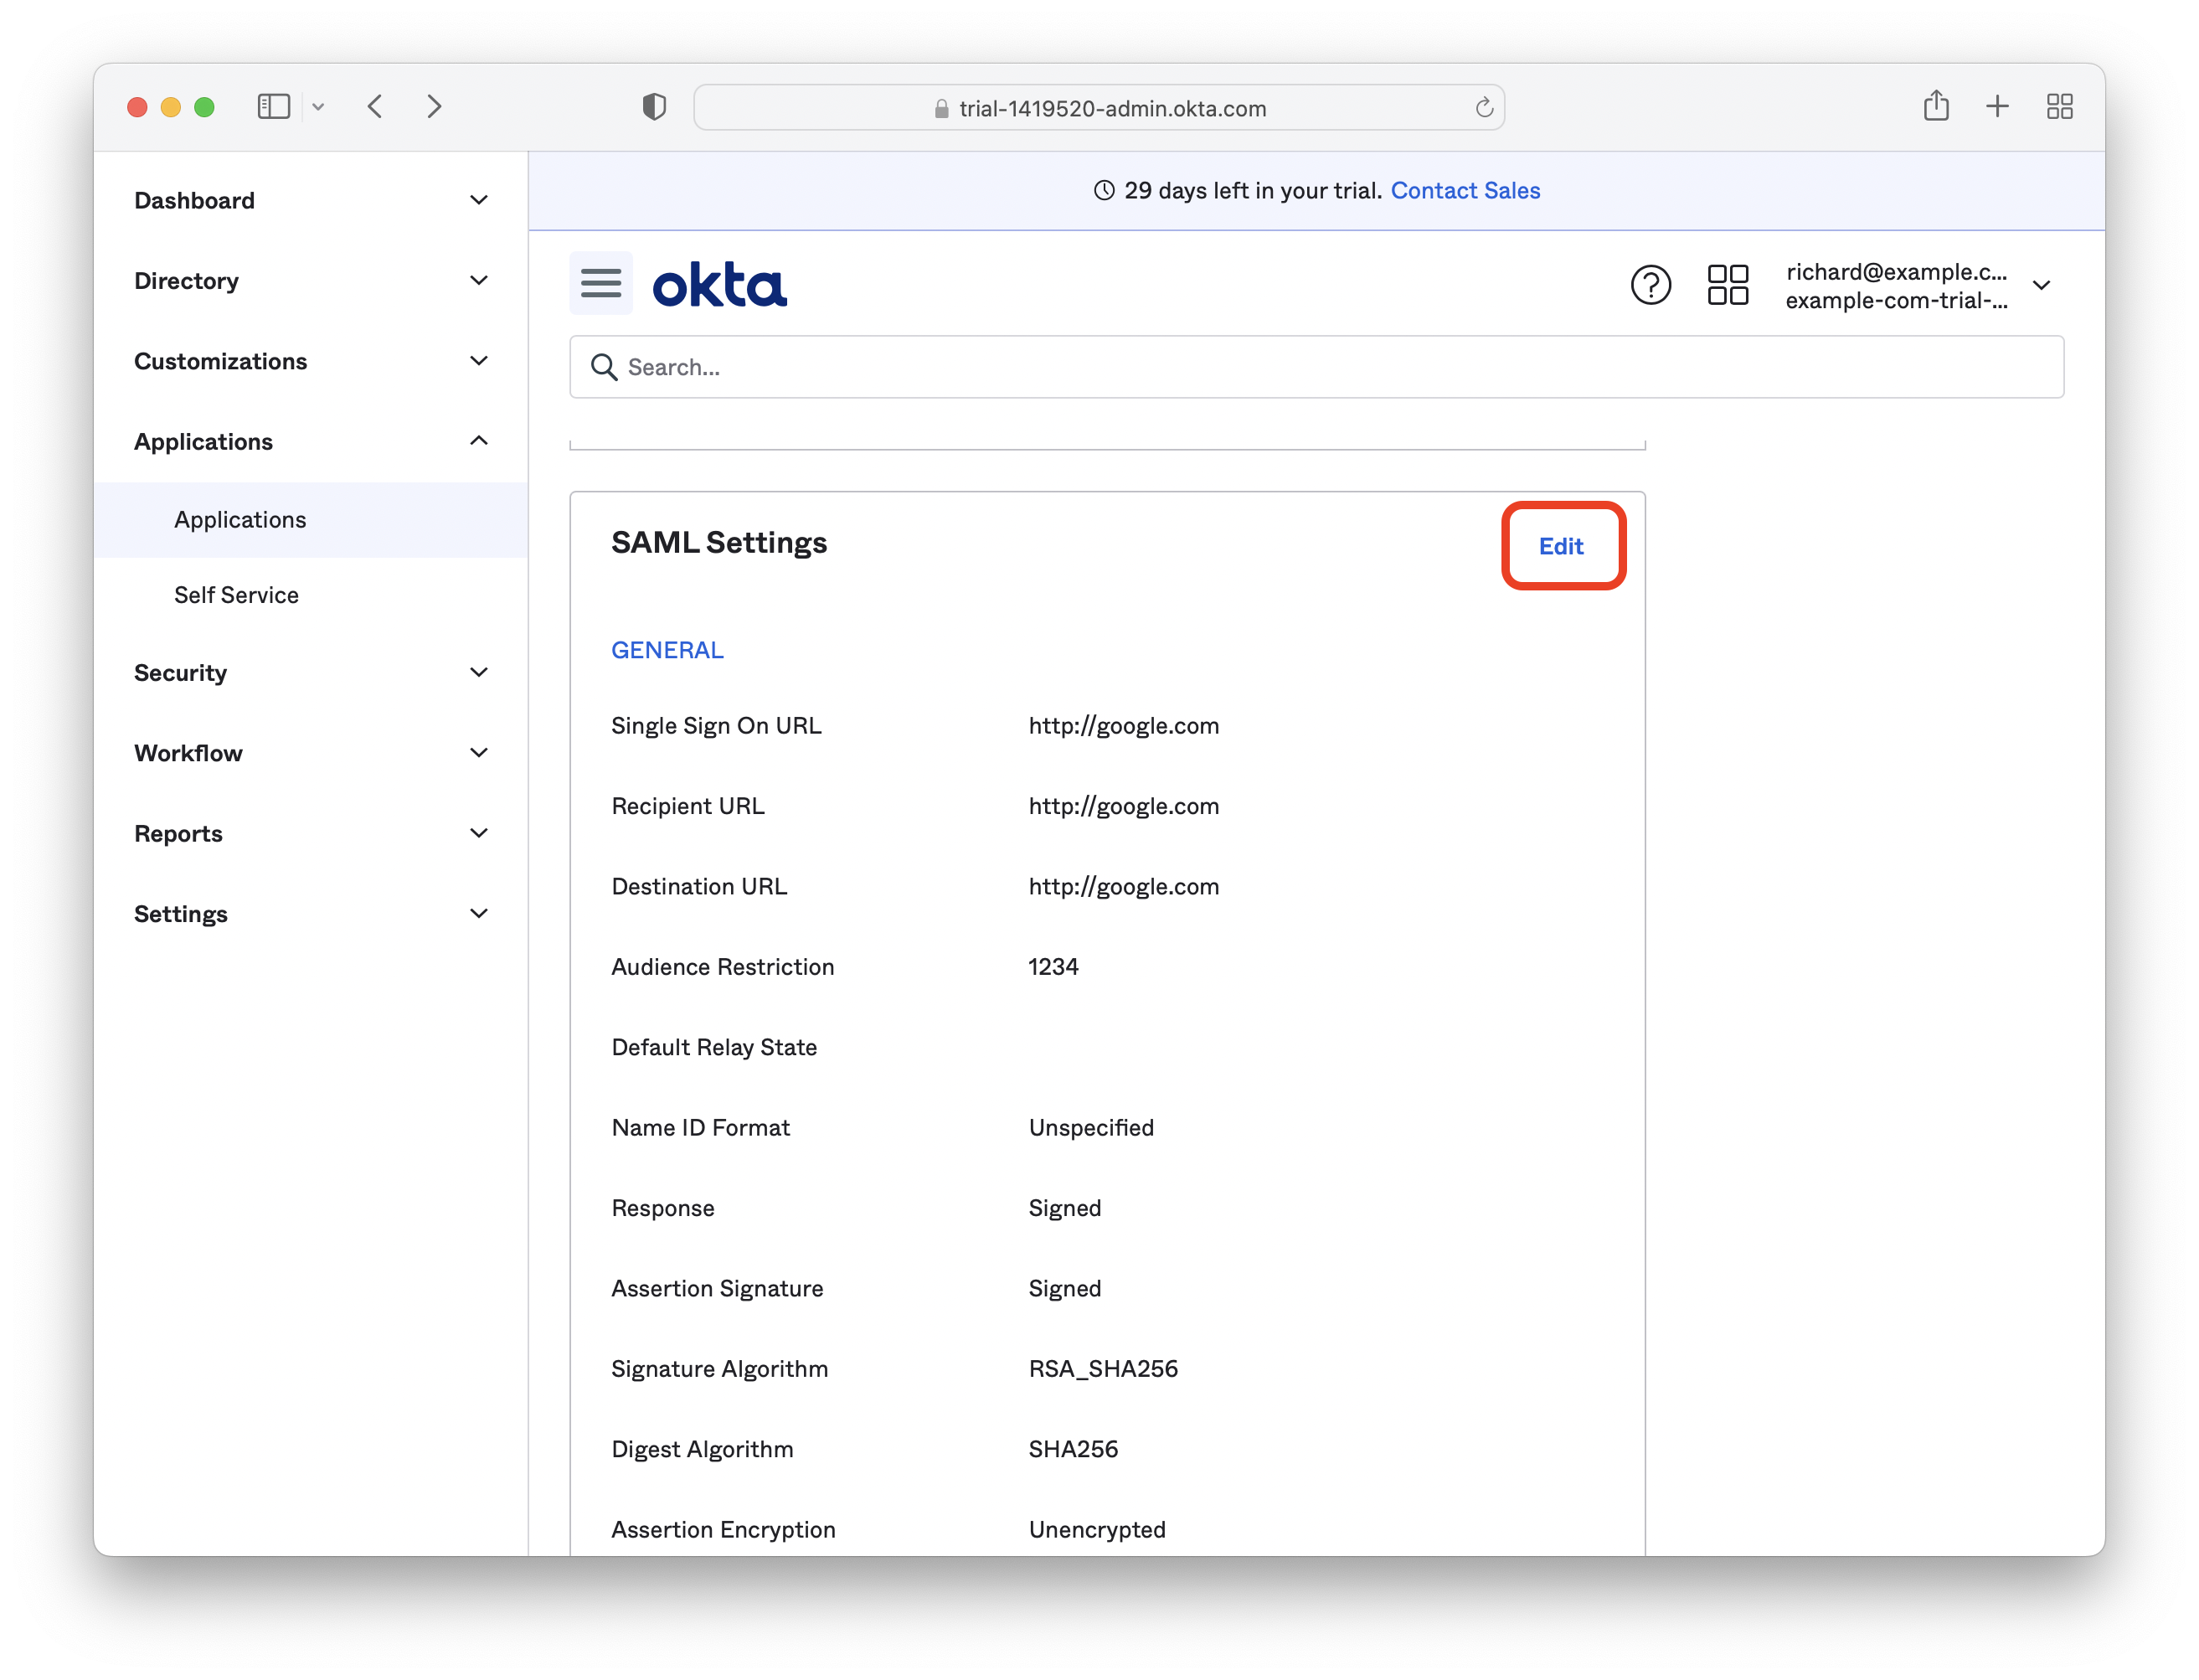 trial-1419520-admin.okta.com
Dashboard
Directory
Customizations
Applications
Applications
Self Service
Security
Workflow
Reports
Settings
29 days left in your trial. Contact Sales
okta
richard@example.c...
example-com-trial-...
Search...
SAML Settings
Edit
GENERAL
Single Sign On URL http://google.com
Recipient URL http://google.com
Destination URL http://google.com
Audience Restriction 1234
Default Relay State
Name ID Format Unspecified
Response Signed
Assertion Signature Signed
Signature Algorithm RSA_SHA256
Digest Algorithm SHA256
Assertion Encryption Unencrypted